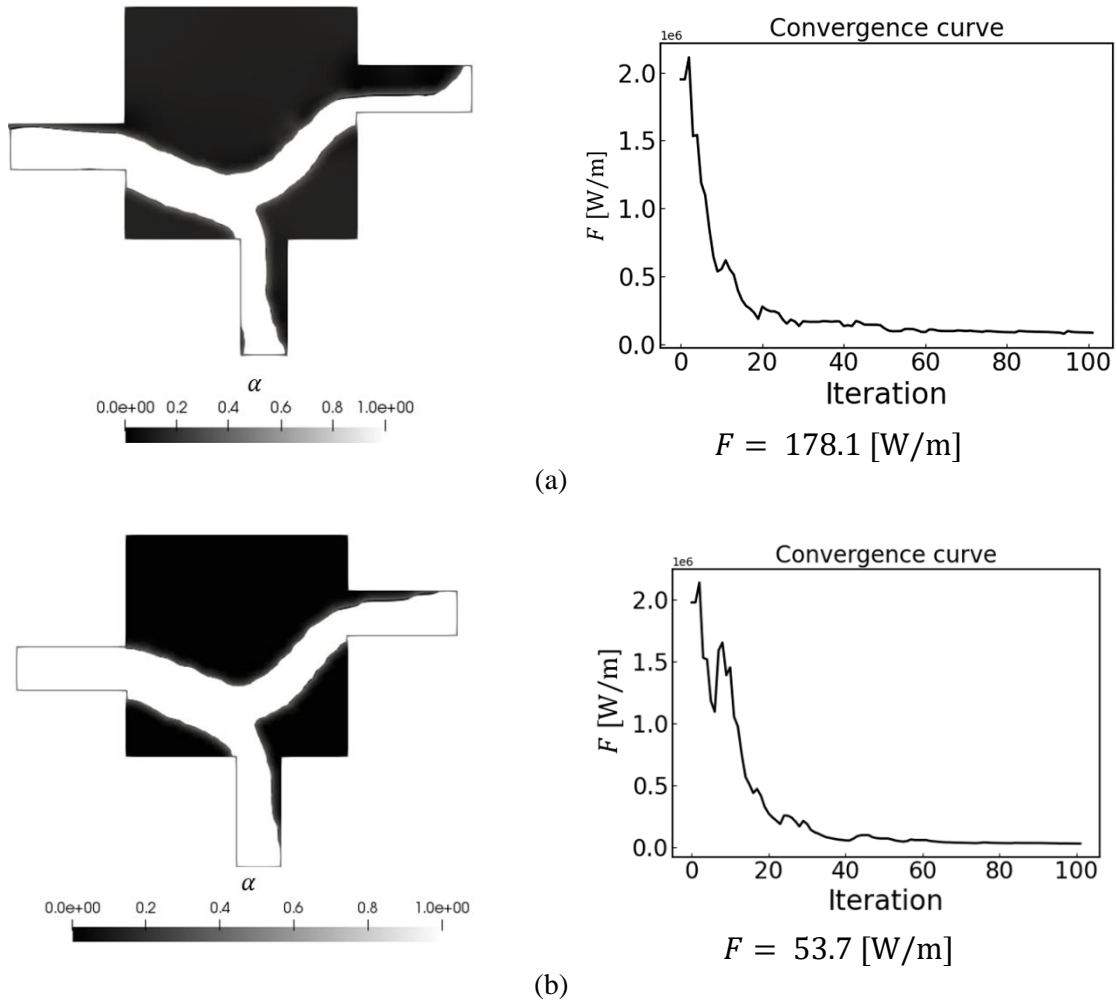 Convergence curve
1e6
2.0
1.5
1.0
0.5
0.0
F [W/m]
0 20 40 60 80 100
Iteration
α
0.0e+00 0.2 0.4 0.6 0.8 1.0e+00
F = 178.1 [W/m]
(a)
Convergence curve
1e6
2.0
1.5
1.0
0.5
0.0
F [W/m]
0 20 40 60 80 100
Iteration
α
0.0e+00 0.2 0.4 0.6 0.8 1.0e+00
F = 53.7 [W/m]
(b)